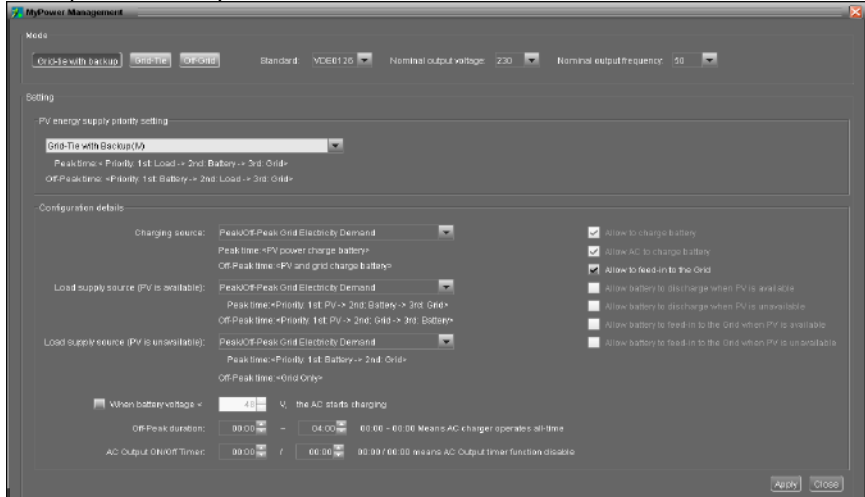 MyPower Management
Mode
Grid-tie with backup Grid-Tie Off-Grid Standard: VDE0126 Nominal output voltage: 230 Nominal output frequency: 50
Setting
PV energy supply priority setting
Grid-Tie with Backup(IV)
Peak time:< Priority: 1st: Load -> 2nd: Battery -> 3rd: Grid>
Off-Peak time: <Priority: 1st: Battery -> 2nd: Load -> 3rd: Grid>
Configuration details
Charging source: Peak/Off-Peak Grid Electricity Demand Allow to charge battery
Peak time:<PV power charge battery> Allow AC to charge battery
Off-Peak time:<PV and grid charge battery> Allow to feed-in to the Grid
Load supply source (PV is available): Peak/Off-Peak Grid Electricity Demand Allow battery to discharge when PV is available
Peak time:<Priority: 1st: PV -> 2nd: Battery -> 3rd: Grid> Allow battery to discharge when PV is unavailable
Off-Peak time:<Priority: 1st: PV -> 2nd: Grid -> 3rd: Battery> Allow battery to feed-in to the Grid when PV is available
Load supply source (PV is unavailable): Peak/Off-Peak Grid Electricity Demand Allow battery to feed-in to the Grid when PV is unavailable
Peak time:<Priority: 1st: Battery -> 2nd: Grid>
Off-Peak time:<Grid Only>
When battery voltage < 48 V, the AC starts charging
Off-Peak duration: 00:00 ~ 04:00 00:00 - 00:00 Means AC charger operates all-time
AC Output ON/Off Timer: 00:00 / 00:00 00:00 / 00:00 means AC Output timer function disable
Apply Close